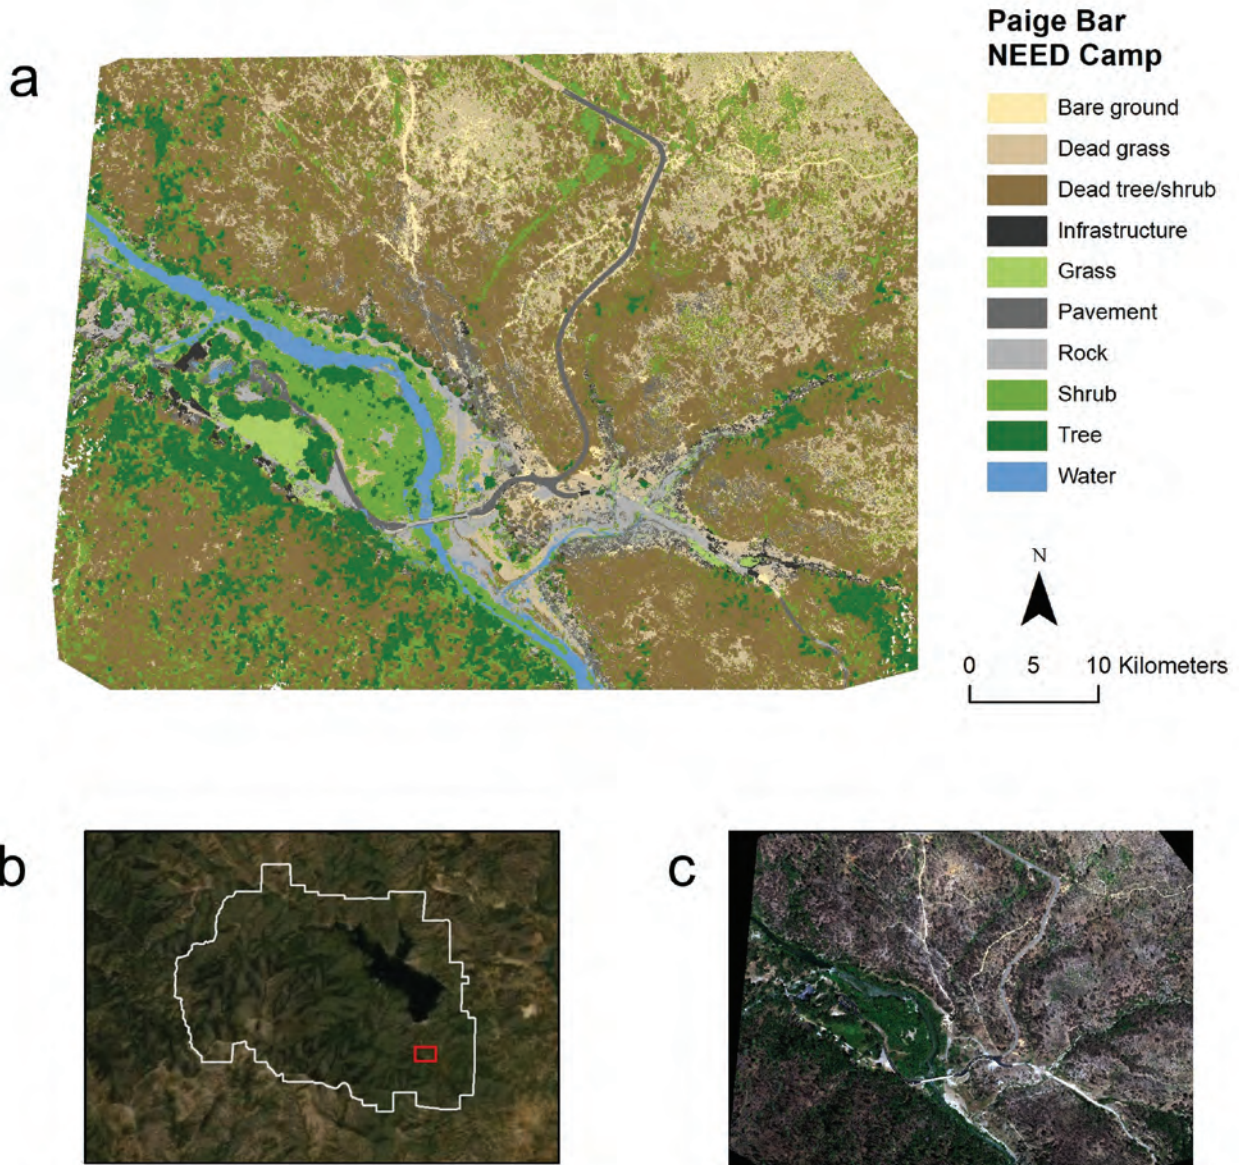 Paige Bar
NEED Camp
a
Bare ground
Dead grass
Dead tree/shrub
Infrastructure
Grass
Pavement
Rock
Shrub
Tree
Water
N
0 5 10 Kilometers
b
c